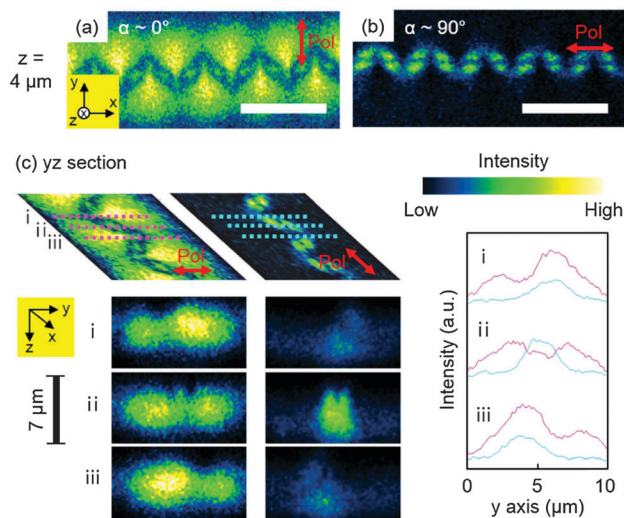 (a) α ~ 0°
Pol
z =
4 μm
y
x
z
(b) α ~ 90°
Pol
(c) yz section
Intensity
Low High
i
ii
iii
Pol
Pol
y
x
z
i
7 μm
ii
iii
i
ii
iii
Intensity (a.u.)
0 5 10
y axis (μm)